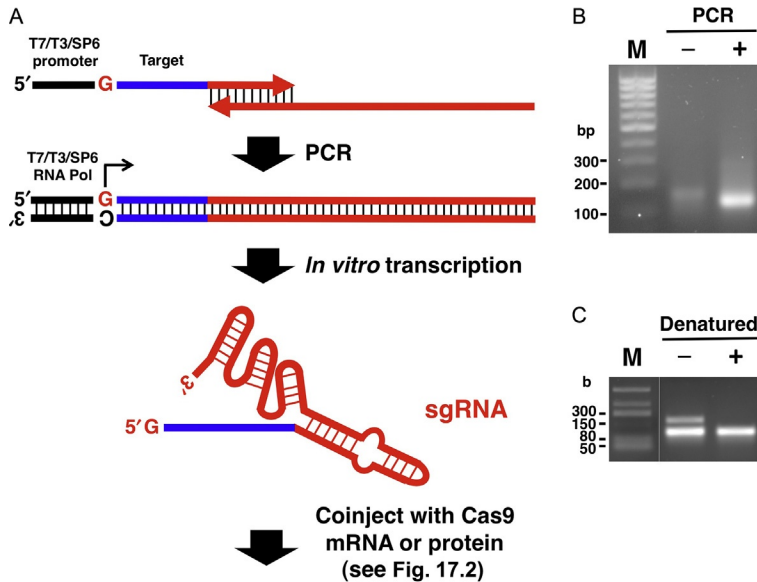 A
T7/T3/SP6
promoter
Target
5′ G
PCR
T7/T3/SP6
RNA Pol
5′ G
3′ C
In vitro transcription
3′
sgRNA
5′ G
Coinject with Cas9
mRNA or protein
(see Fig. 17.2)
B
PCR
M − +
bp
300
200
100
C
Denatured
M − +
b
300
150
80
50